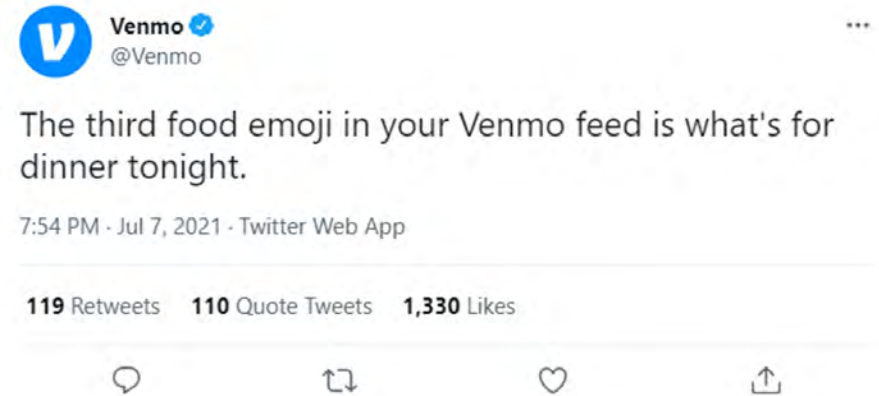 Venmo
@Venmo
The third food emoji in your Venmo feed is what's for
dinner tonight.
7:54 PM · Jul 7, 2021 · Twitter Web App
119 Retweets 110 Quote Tweets 1,330 Likes